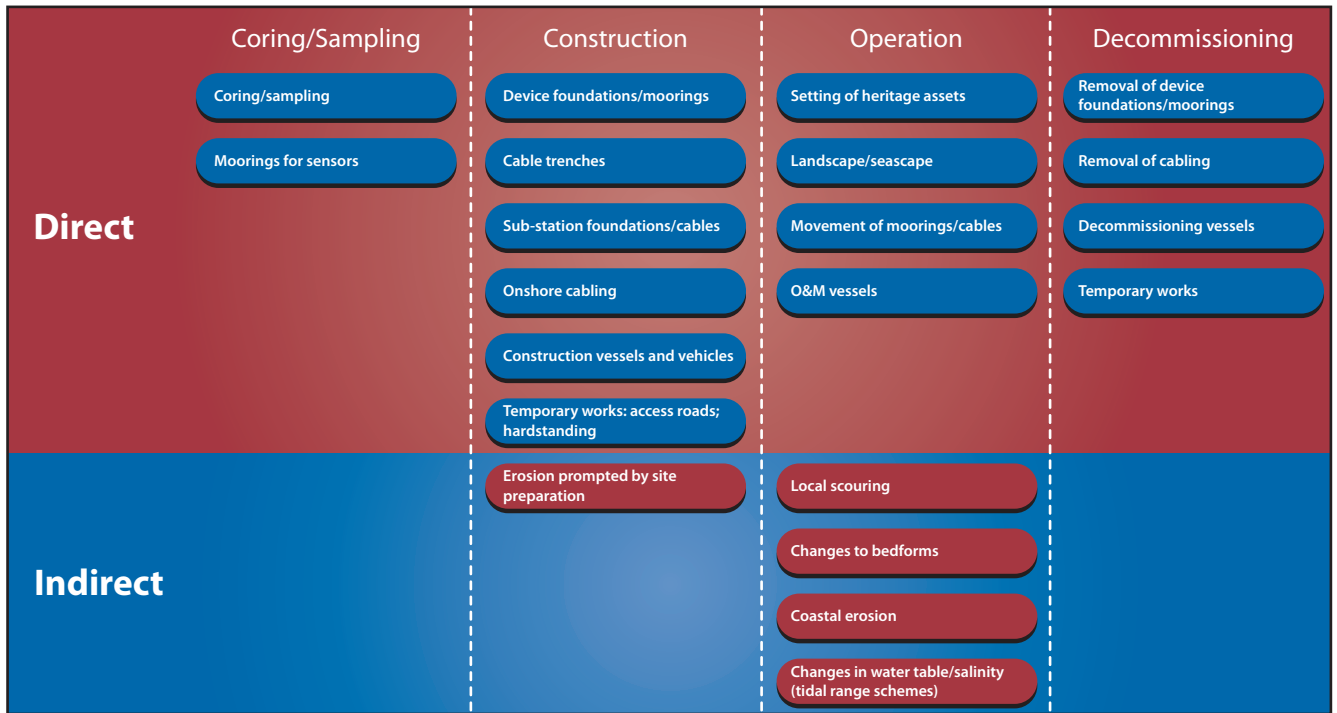 Coring/Sampling
Construction
Operation
Decommissioning
Direct
Coring/sampling
Moorings for sensors
Device foundations/moorings
Cable trenches
Sub-station foundations/cables
Onshore cabling
Construction vessels and vehicles
Temporary works: access roads;
hardstanding
Setting of heritage assets
Landscape/seascape
Movement of moorings/cables
O&M vessels
Removal of device
foundations/moorings
Removal of cabling
Decommissioning vessels
Temporary works
Indirect
Erosion prompted by site
preparation
Local scouring
Changes to bedforms
Coastal erosion
Changes in water table/salinity
(tidal range schemes)